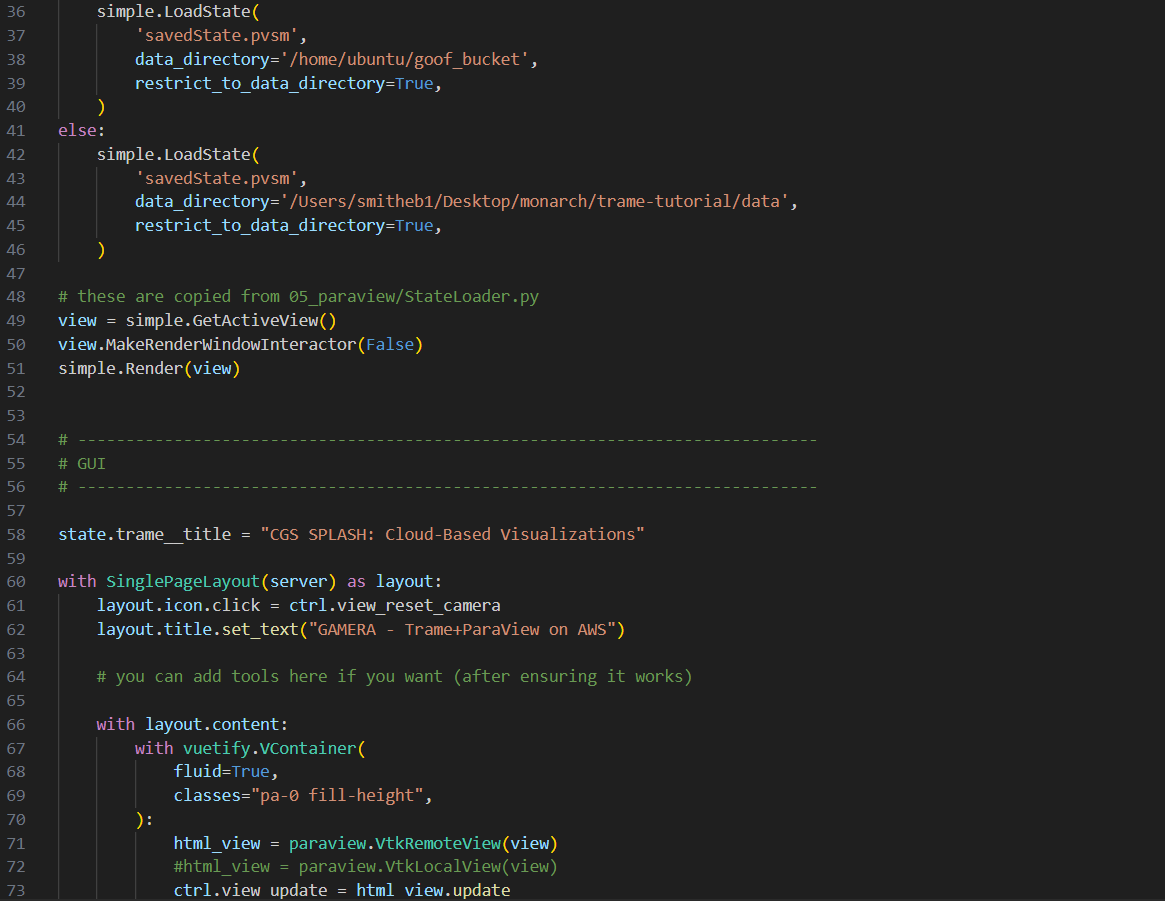 36 simple.LoadState(
37 'savedState.pvsm',
38 data_directory='/home/ubuntu/goof_bucket',
39 restrict_to_data_directory=True,
40 )
41 else:
42 simple.LoadState(
43 'savedState.pvsm',
44 data_directory='/Users/smitheb1/Desktop/monarch/trame-tutorial/data',
45 restrict_to_data_directory=True,
46 )
47
48 # these are copied from 05_paraview/StateLoader.py
49 view = simple.GetActiveView()
50 view.MakeRenderWindowInteractor(False)
51 simple.Render(view)
52
53
54 # -----------------------------------------------------------------------------
55 # GUI
56 # -----------------------------------------------------------------------------
57
58 state.trame__title = "CGS SPLASH: Cloud-Based Visualizations"
59
60 with SinglePageLayout(server) as layout:
61 layout.icon.click = ctrl.view_reset_camera
62 layout.title.set_text("GAMERA - Trame+ParaView on AWS")
63
64 # you can add tools here if you want (after ensuring it works)
65
66 with layout.content:
67 with vuetify.VContainer(
68 fluid=True,
69 classes="pa-0 fill-height",
70 ):
71 html_view = paraview.VtkRemoteView(view)
72 #html_view = paraview.VtkLocalView(view)
73 ctrl.view_update = html_view.update